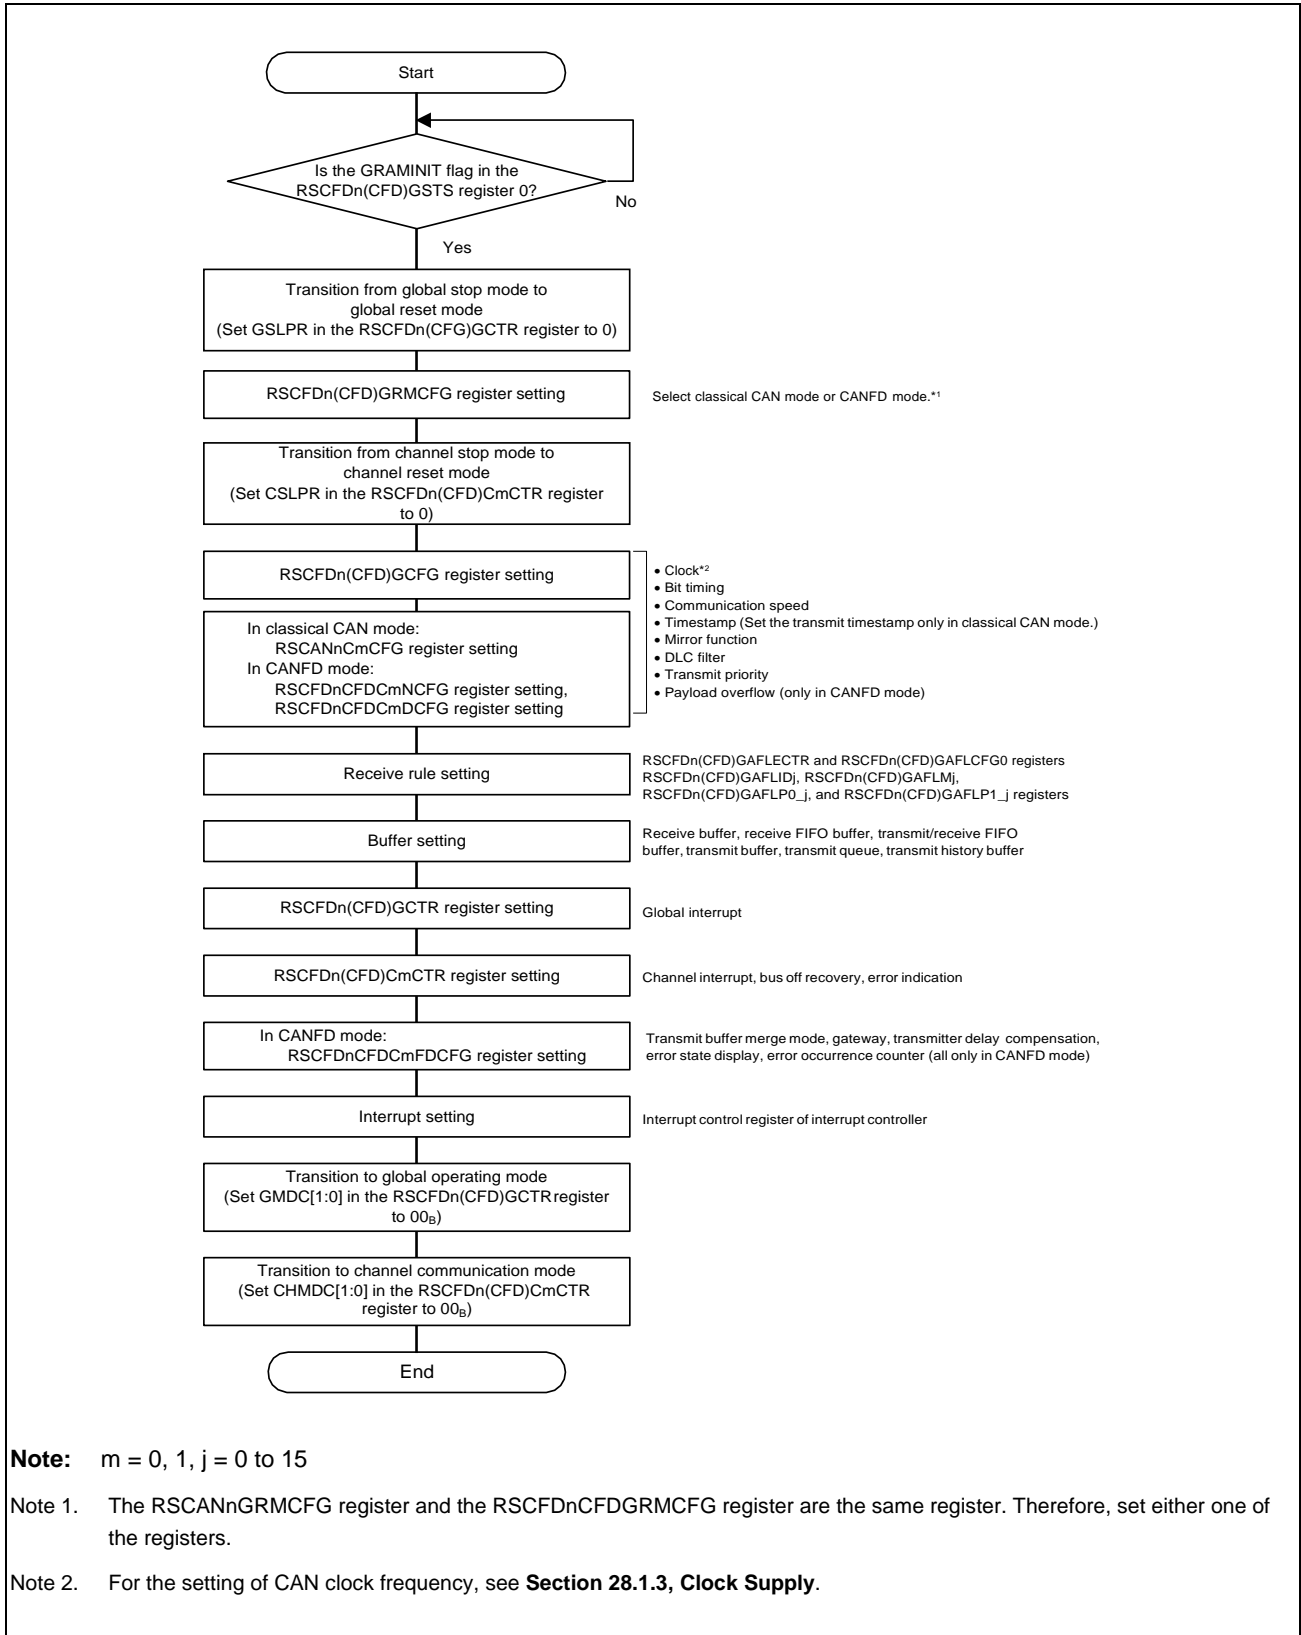 Start
Is the GRAMINIT flag in the
RSCFDn(CFD)GSTS register 0?
No
Yes
Transition from global stop mode to
global reset mode
(Set GSLPR in the RSCFDn(CFG)GCTR register to 0)
RSCFDn(CFD)GRMCFG register setting
Select classical CAN mode or CANFD mode.*1
Transition from channel stop mode to
channel reset mode
(Set CSLPR in the RSCFDn(CFD)CmCTR register
to 0)
RSCFDn(CFD)GCFG register setting
In classical CAN mode:
RSCANnCmCFG register setting
In CANFD mode:
RSCFDnCFDCmNCFG register setting,
RSCFDnCFDCmDCFG register setting
• Clock*2
• Bit timing
• Communication speed
• Timestamp (Set the transmit timestamp only in classical CAN mode.)
• Mirror function
• DLC filter
• Transmit priority
• Payload overflow (only in CANFD mode)
Receive rule setting
RSCFDn(CFD)GAFLECTR and RSCFDn(CFD)GAFLCFG0 registers
RSCFDn(CFD)GAFLIDj, RSCFDn(CFD)GAFLMj,
RSCFDn(CFD)GAFLP0_j, and RSCFDn(CFD)GAFLP1_j registers
Buffer setting
Receive buffer, receive FIFO buffer, transmit/receive FIFO
buffer, transmit buffer, transmit queue, transmit history buffer
RSCFDn(CFD)GCTR register setting
Global interrupt
RSCFDn(CFD)CmCTR register setting
Channel interrupt, bus off recovery, error indication
In CANFD mode:
RSCFDnCFDCmFDCFG register setting
Transmit buffer merge mode, gateway, transmitter delay compensation,
error state display, error occurrence counter (all only in CANFD mode)
Interrupt setting
Interrupt control register of interrupt controller
Transition to global operating mode
(Set GMDC[1:0] in the RSCFDn(CFD)GCTR register
to 00B)
Transition to channel communication mode
(Set CHMDC[1:0] in the RSCFDn(CFD)CmCTR
register to 00B)
End
Note: m = 0, 1, j = 0 to 15
Note 1. The RSCANnGRMCFG register and the RSCFDnCFDGRMCFG register are the same register. Therefore, set either one of
the registers.
Note 2. For the setting of CAN clock frequency, see Section 28.1.3, Clock Supply.